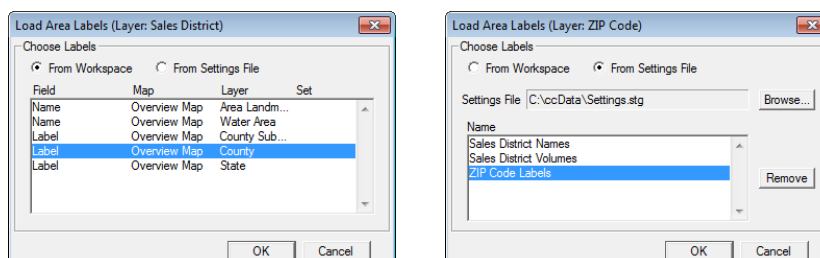 Load Area Labels (Layer: Sales District)
Choose Labels
From Workspace From Settings File
Field Map Layer Set
Name Overview Map Area Landm...
Name Overview Map Water Area
Label Overview Map County Sub...
Label Overview Map County
Label Overview Map State
OK Cancel
Load Area Labels (Layer: ZIP Code)
Choose Labels
From Workspace From Settings File
Settings File C:\ccData\Settings.stg Browse...
Name
Sales District Names
Sales District Volumes
ZIP Code Labels
Remove
OK Cancel